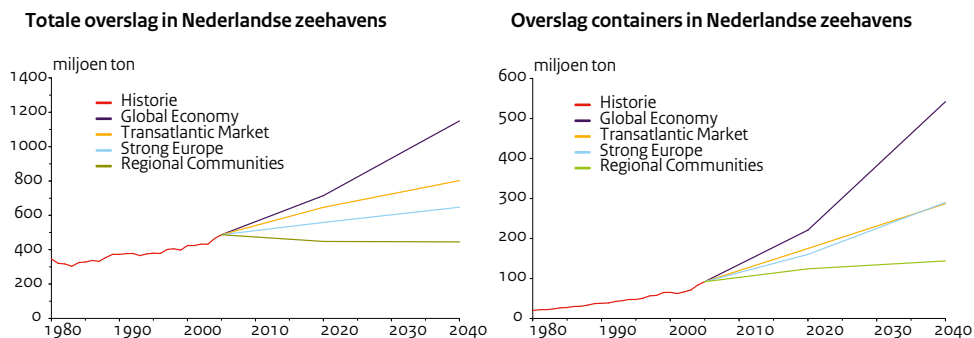 Totale overslag in Nederlandse zeehavens
miljoen ton
1400
1200
1000
800
600
400
200
0
Historie
Global Economy
Transatlantic Market
Strong Europe
Regional Communities
1980 1990 2000 2010 2020 2030 2040
Overslag containers in Nederlandse zeehavens
miljoen ton
600
500
400
300
200
100
0
Historie
Global Economy
Transatlantic Market
Strong Europe
Regional Communities
1980 1990 2000 2010 2020 2030 2040